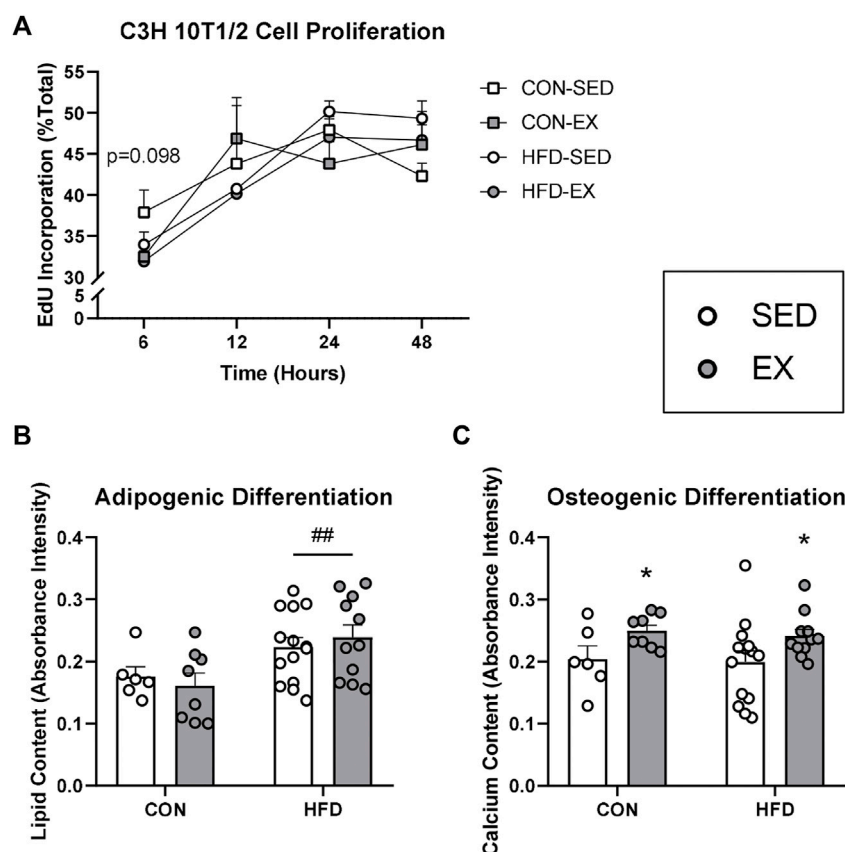 A
C3H 10T1/2 Cell Proliferation
EdU Incorporation (%Total)
55
50
45
40
35
30
5
0
p=0.098
6 12 24 48
Time (Hours)
CON-SED
CON-EX
HFD-SED
HFD-EX
SED
EX
B
Adipogenic Differentiation
Lipid Content (Absorbance Intensity)
0.4
0.3
0.2
0.1
0.0
##
CON HFD
C
Osteogenic Differentiation
Calcium Content (Absorbance Intensity)
0.4
0.3
0.2
0.1
0.0
* *
CON HFD